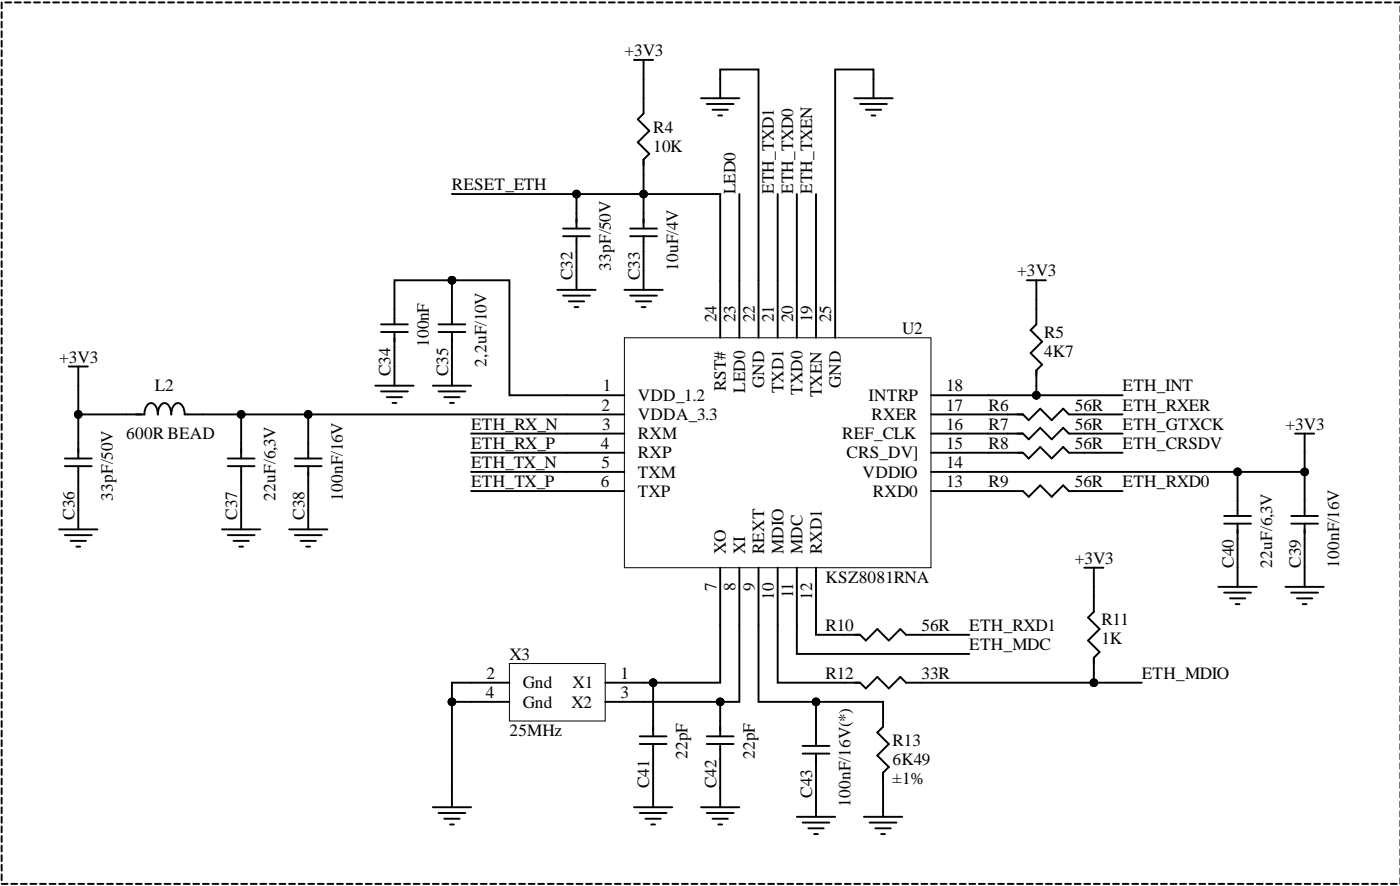 +3V3
R4
10K
RESET_ETH
LED0
ETH_TXD1
ETH_TXD0
ETH_TXEN
C32
33pF/50V
C33
10uF/4V
C34
100nF
C35
2,2uF/10V
+3V3
L2
600R BEAD
C36
33pF/50V
C37
22uF/6,3V
C38
100nF/16V
ETH_RX_N
ETH_RX_P
ETH_TX_N
ETH_TX_P
24
23
22
21
20
19
25
U2
RST#
LED0
GND
TXD1
TXD0
TXEN
GND
1 VDD_1.2
2 VDDA_3.3
3 RXM
4 RXP
5 TXM
6 TXP
INTRP 18
RXER 17
REF_CLK 16
CRS_DV] 15
VDDIO 14
RXD0 13
XO
XI
REXT
MDIO
MDC
RXD1
7
8
9
10
11
12
KSZ8081RNA
+3V3
R5
4K7
ETH_INT
R6 56R ETH_RXER
R7 56R ETH_GTXCK
R8 56R ETH_CRSDV
R9 56R ETH_RXD0
+3V3
C40
22uF/6,3V
C39
100nF/16V
+3V3
R11
1K
R10 56R ETH_RXD1
ETH_MDC
R12 33R ETH_MDIO
X3
2 Gnd X1 1
4 Gnd X2 3
25MHz
C41
22pF
C42
22pF
C43
100nF/16V(*)
R13
6K49
±1%